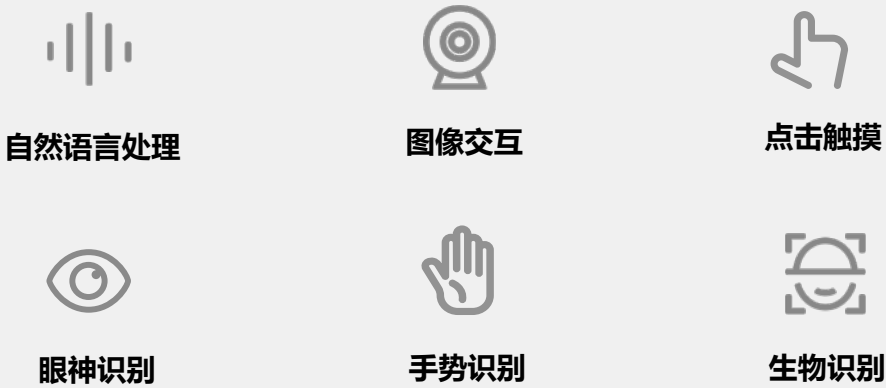 自然语言处理
图像交互
点击触摸
眼神识别
手势识别
生物识别